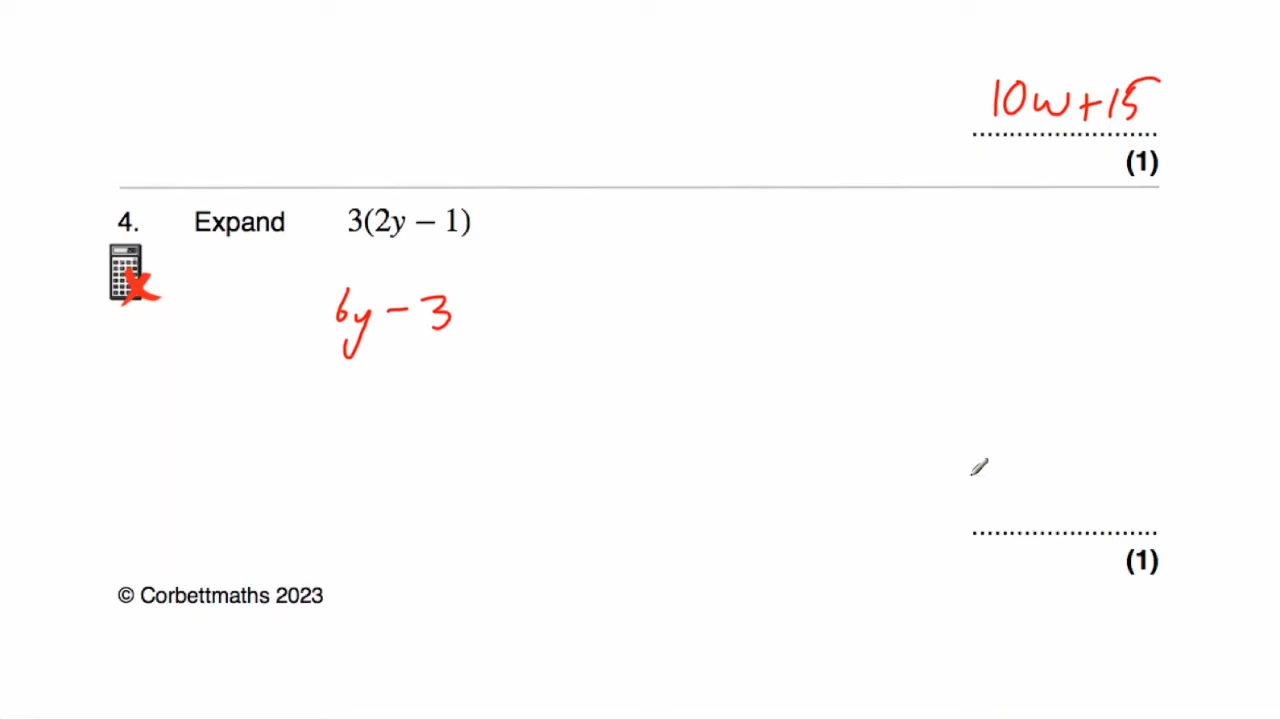 10w+15
(1)
4. Expand 3(2y − 1)
6y − 3
(1)
© Corbettmaths 2023